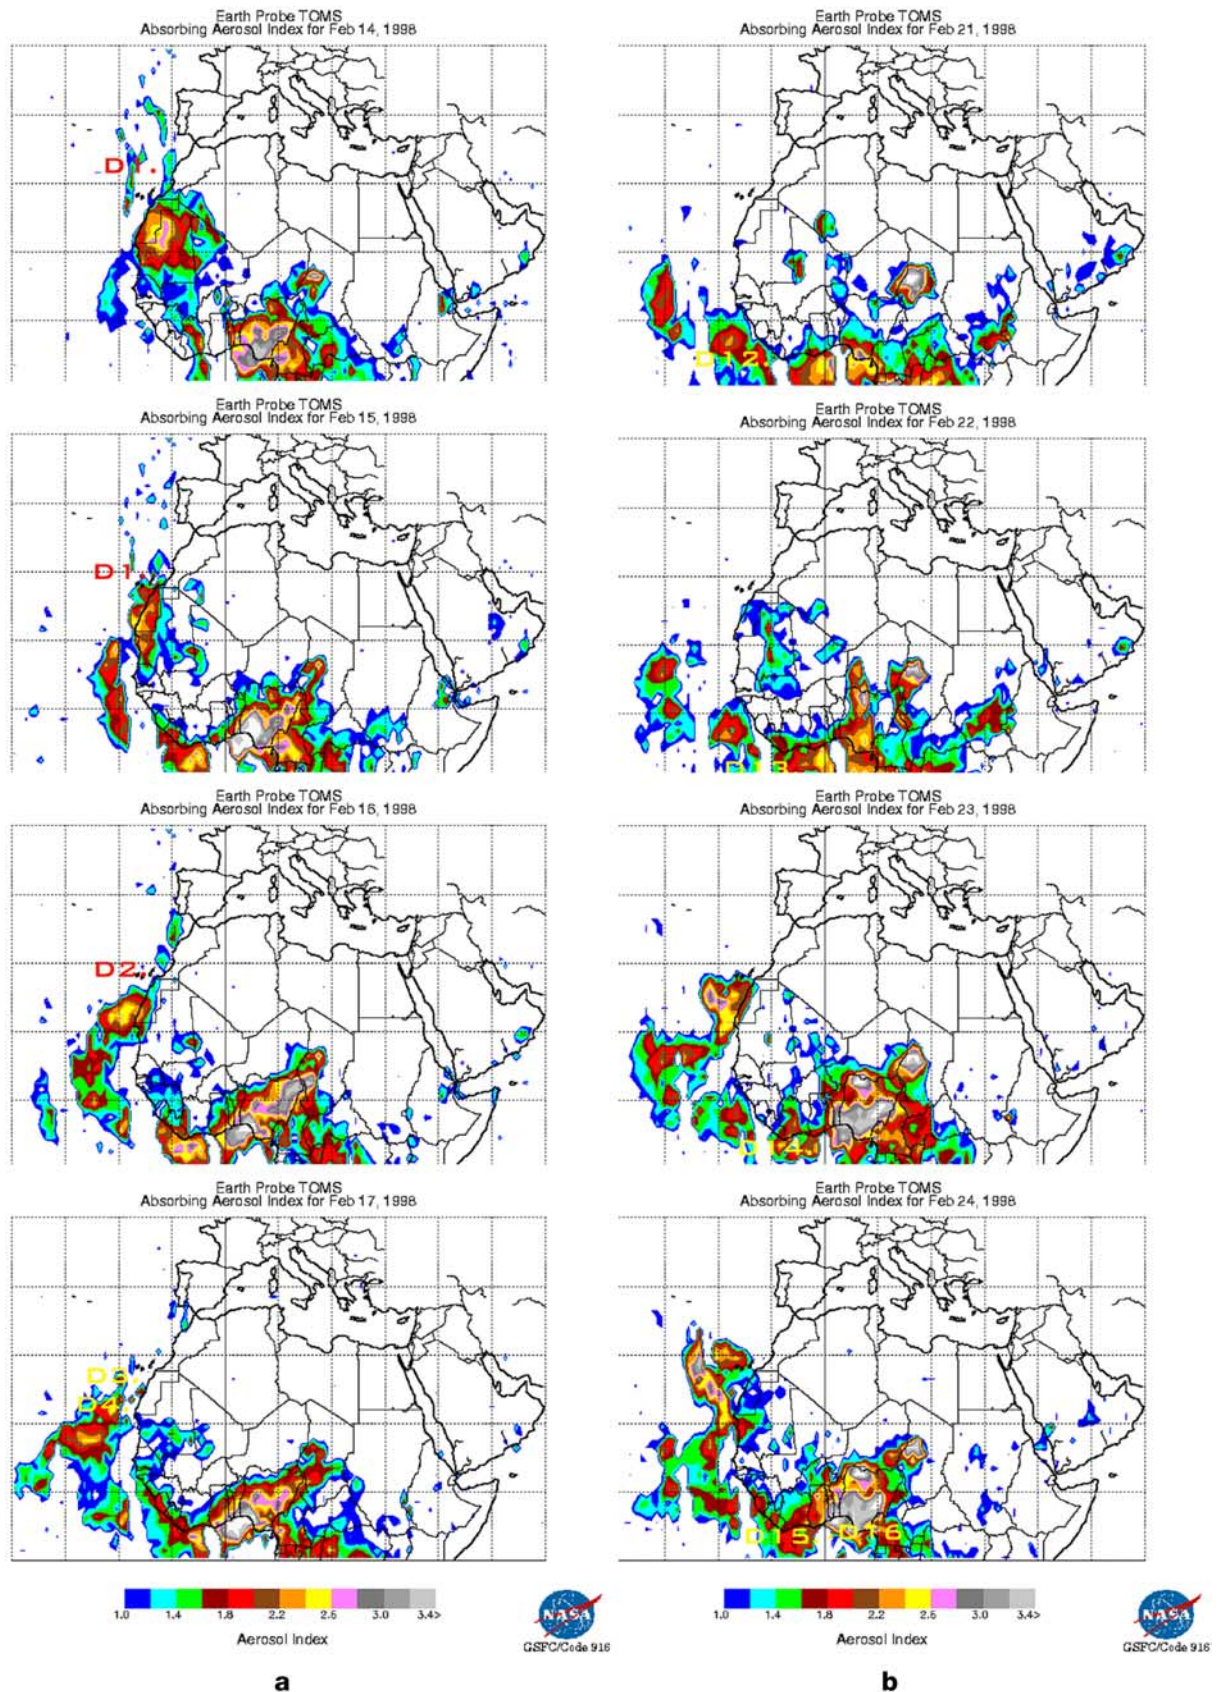 Earth Probe TOMS
Absorbing Aerosol Index for Feb 14, 1998
D1.
Earth Probe TOMS
Absorbing Aerosol Index for Feb 15, 1998
D1.
Earth Probe TOMS
Absorbing Aerosol Index for Feb 16, 1998
D2.
Earth Probe TOMS
Absorbing Aerosol Index for Feb 17, 1998
D3.
D4.
1.0 1.4 1.8 2.2 2.6 3.0 3.4>
Aerosol Index
NASA
GSFC/Code 916
a
Earth Probe TOMS
Absorbing Aerosol Index for Feb 21, 1998
D12.
Earth Probe TOMS
Absorbing Aerosol Index for Feb 22, 1998
D13.
Earth Probe TOMS
Absorbing Aerosol Index for Feb 23, 1998
D14.
Earth Probe TOMS
Absorbing Aerosol Index for Feb 24, 1998
D15. D16
1.0 1.4 1.8 2.2 2.6 3.0 3.4>
Aerosol Index
NASA
GSFC/Code 916
b